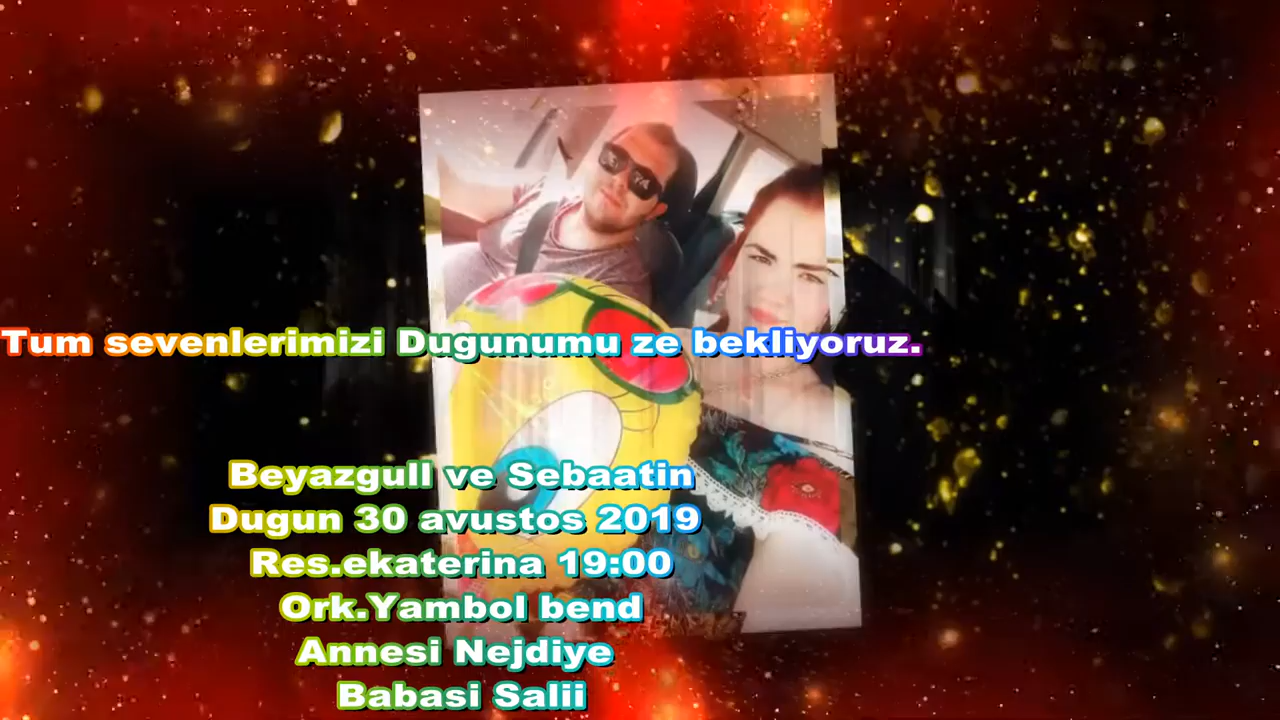 Tum sevenlerimizi Dugunumu ze bekliyoruz.
Beyazgull ve Sebaatin
Dugun 30 avustos 2019
Res.ekaterina 19:00
Ork.Yambol bend
Annesi Nejdiye
Babasi Salii